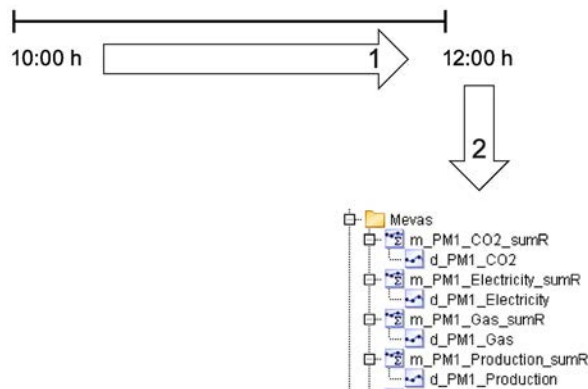 10:00 h
1
12:00 h
2
Mevas
m_PM1_CO2_sumR
d_PM1_CO2
m_PM1_Electricity_sumR
d_PM1_Electricity
m_PM1_Gas_sumR
d_PM1_Gas
m_PM1_Production_sumR
d_PM1_Production